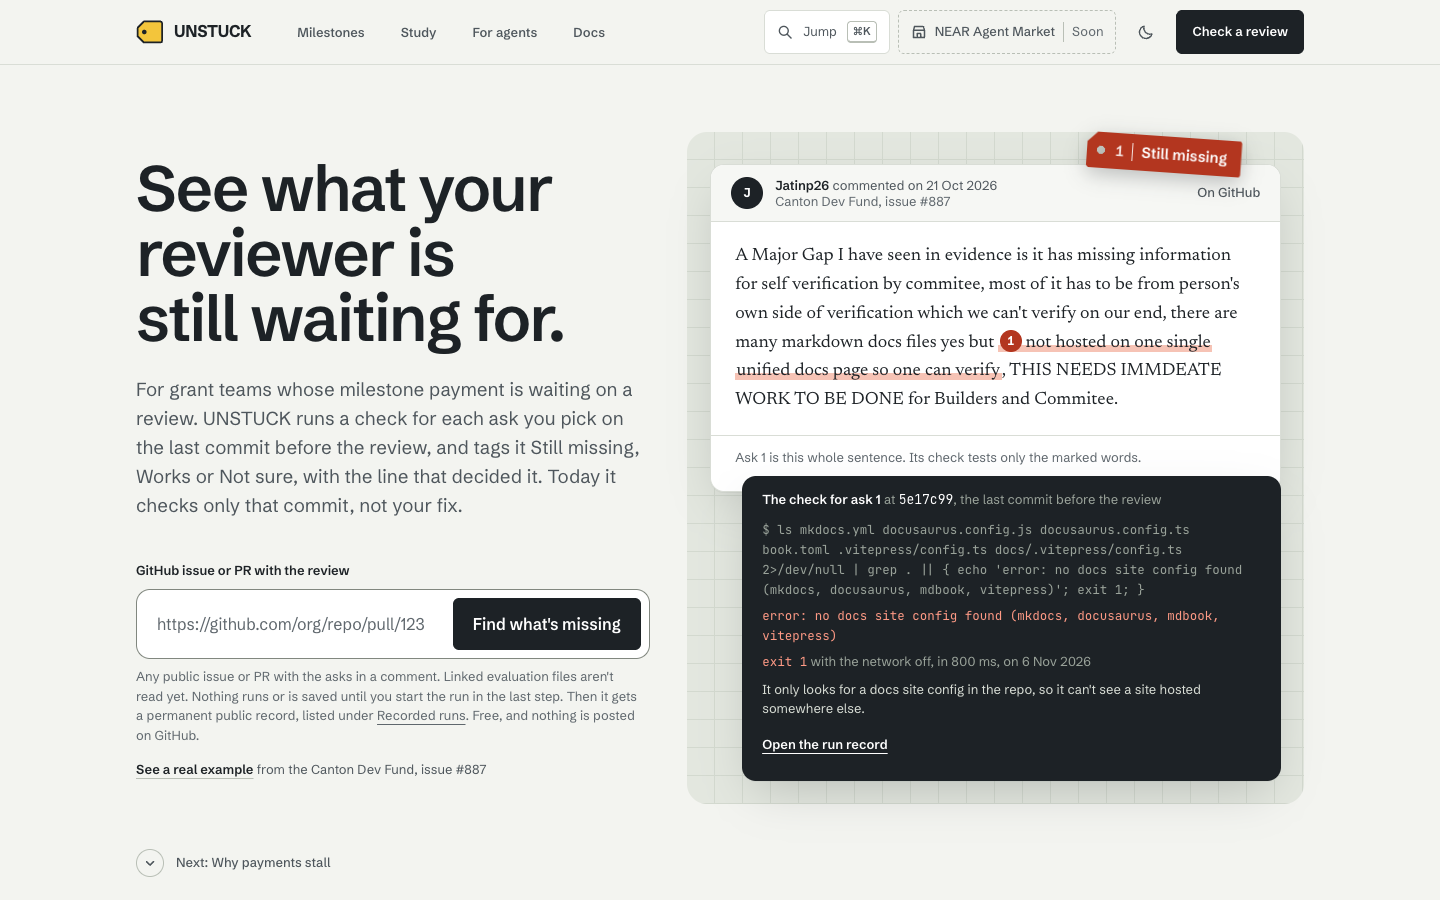 UNSTUCK
Milestones
Study
For agents
Docs
Jump ⌘K
NEAR Agent Market | Soon
Check a review
See what your
reviewer is
still waiting for.
For grant teams whose milestone payment is waiting on a
review. UNSTUCK runs a check for each ask you pick on
the last commit before the review, and tags it Still missing,
Works or Not sure, with the line that decided it. Today it
checks only that commit, not your fix.
GitHub issue or PR with the review
https://github.com/org/repo/pull/123
Find what's missing
Any public issue or PR with the asks in a comment. Linked evaluation files aren't
read yet. Nothing runs or is saved until you start the run in the last step. Then it gets
a permanent public record, listed under Recorded runs. Free, and nothing is posted
on GitHub.
See a real example from the Canton Dev Fund, issue #887
Next: Why payments stall
1 | Still missing
J
Jatinp26 commented on 21 Oct 2026
Canton Dev Fund, issue #887
On GitHub
A Major Gap I have seen in evidence is it has missing information
for self verification by commitee, most of it has to be from person's
own side of verification which we can't verify on our end, there are
many markdown docs files yes but 1 not hosted on one single
unified docs page so one can verify, THIS NEEDS IMMDEATE
WORK TO BE DONE for Builders and Commitee.
Ask 1 is this whole sentence. Its check tests only the marked words.
The check for ask 1 at 5e17c99, the last commit before the review
$ ls mkdocs.yml docusaurus.config.js docusaurus.config.ts
book.toml .vitepress/config.ts docs/.vitepress/config.ts
2>/dev/null | grep . || { echo 'error: no docs site config found
(mkdocs, docusaurus, mdbook, vitepress)'; exit 1; }
error: no docs site config found (mkdocs, docusaurus, mdbook,
vitepress)
exit 1 with the network off, in 800 ms, on 6 Nov 2026
It only looks for a docs site config in the repo, so it can't see a site hosted
somewhere else.
Open the run record